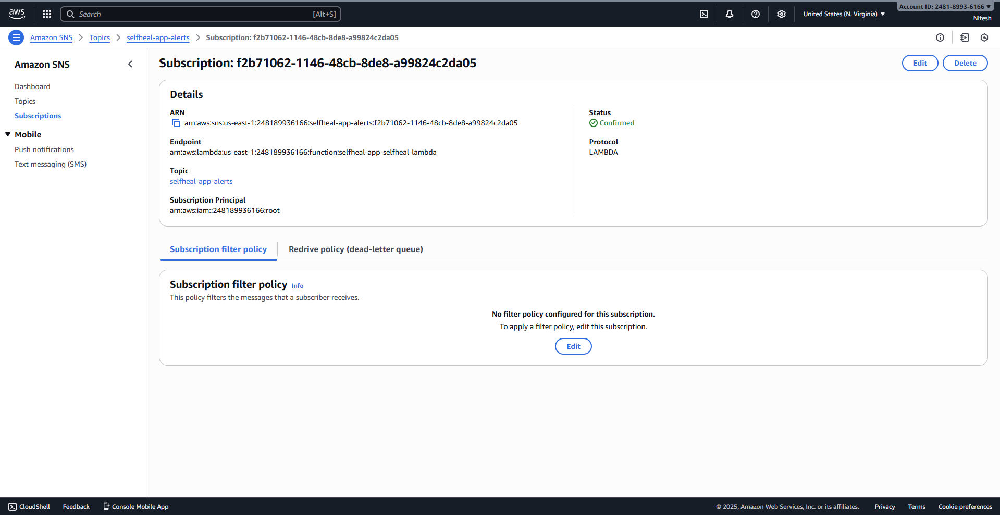 aws
Search [Alt+S]
United States (N. Virginia)
Account ID: 2481-8993-6166
Nitesh
Amazon SNS
Topics
selfheal-app-alerts
Subscription: f2b71062-1146-48cb-8de8-a99824c2da05
Amazon SNS
Dashboard
Topics
Subscriptions
Mobile
Push notifications
Text messaging (SMS)
Subscription: f2b71062-1146-48cb-8de8-a99824c2da05
Edit
Delete
Details
ARN
arn:aws:sns:us-east-1:248189936166:selfheal-app-alerts:f2b71062-1146-48cb-8de8-a99824c2da05
Endpoint
arn:aws:lambda:us-east-1:248189936166:function:selfheal-app-selfheal-lambda
Topic
selfheal-app-alerts
Subscription Principal
arn:aws:iam::248189936166:root
Status
Confirmed
Protocol
LAMBDA
Subscription filter policy
Redrive policy (dead-letter queue)
Subscription filter policy Info
This policy filters the messages that a subscriber receives.
No filter policy configured for this subscription.
To apply a filter policy, edit this subscription.
Edit
CloudShell
Feedback
Console Mobile App
© 2025, Amazon Web Services, Inc. or its affiliates.
Privacy
Terms
Cookie preferences